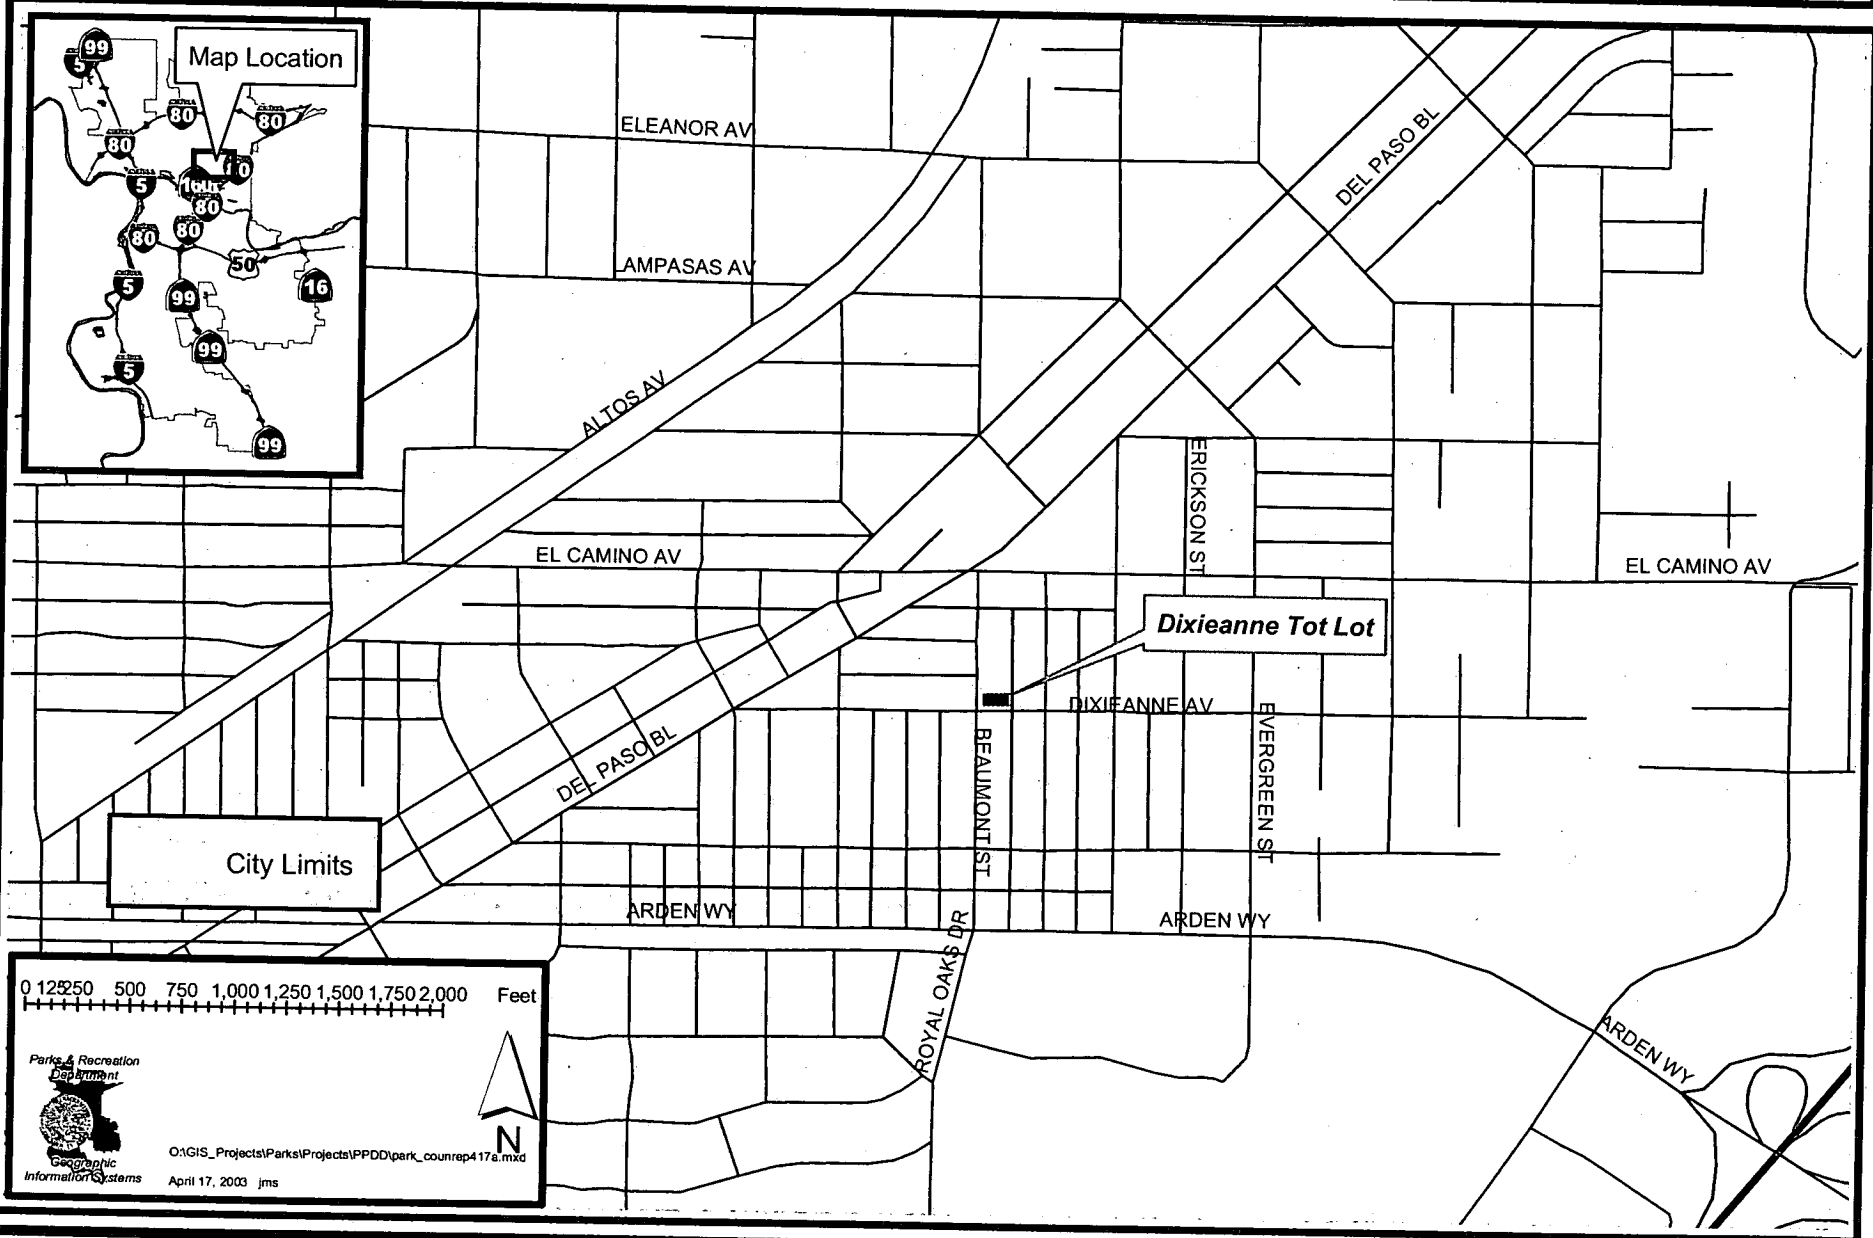 99
5
Map Location
80
80
80
5
80
80
80
50
5
99
16
99
5
99
ELEANOR AV
DEL PASO BL
LAMPASAS AV
ALTOS AV
ERICKSON ST
EL CAMINO AV
EL CAMINO AV
Dixieanne Tot Lot
DIXIEANNE AV
BEAUMONT ST
EVERGREEN ST
DEL PASO BL
City Limits
ARDEN WY
ARDEN WY
ROYAL OAKS DR
ARDEN WY
0 125 250 500 750 1,000 1,250 1,500 1,750 2,000 Feet
Parks & Recreation
Department
N
Geographic
Information Systems
O:\GIS_Projects\Parks\Projects\PPDD\park_counrep417a.mxd
April 17, 2003 jms